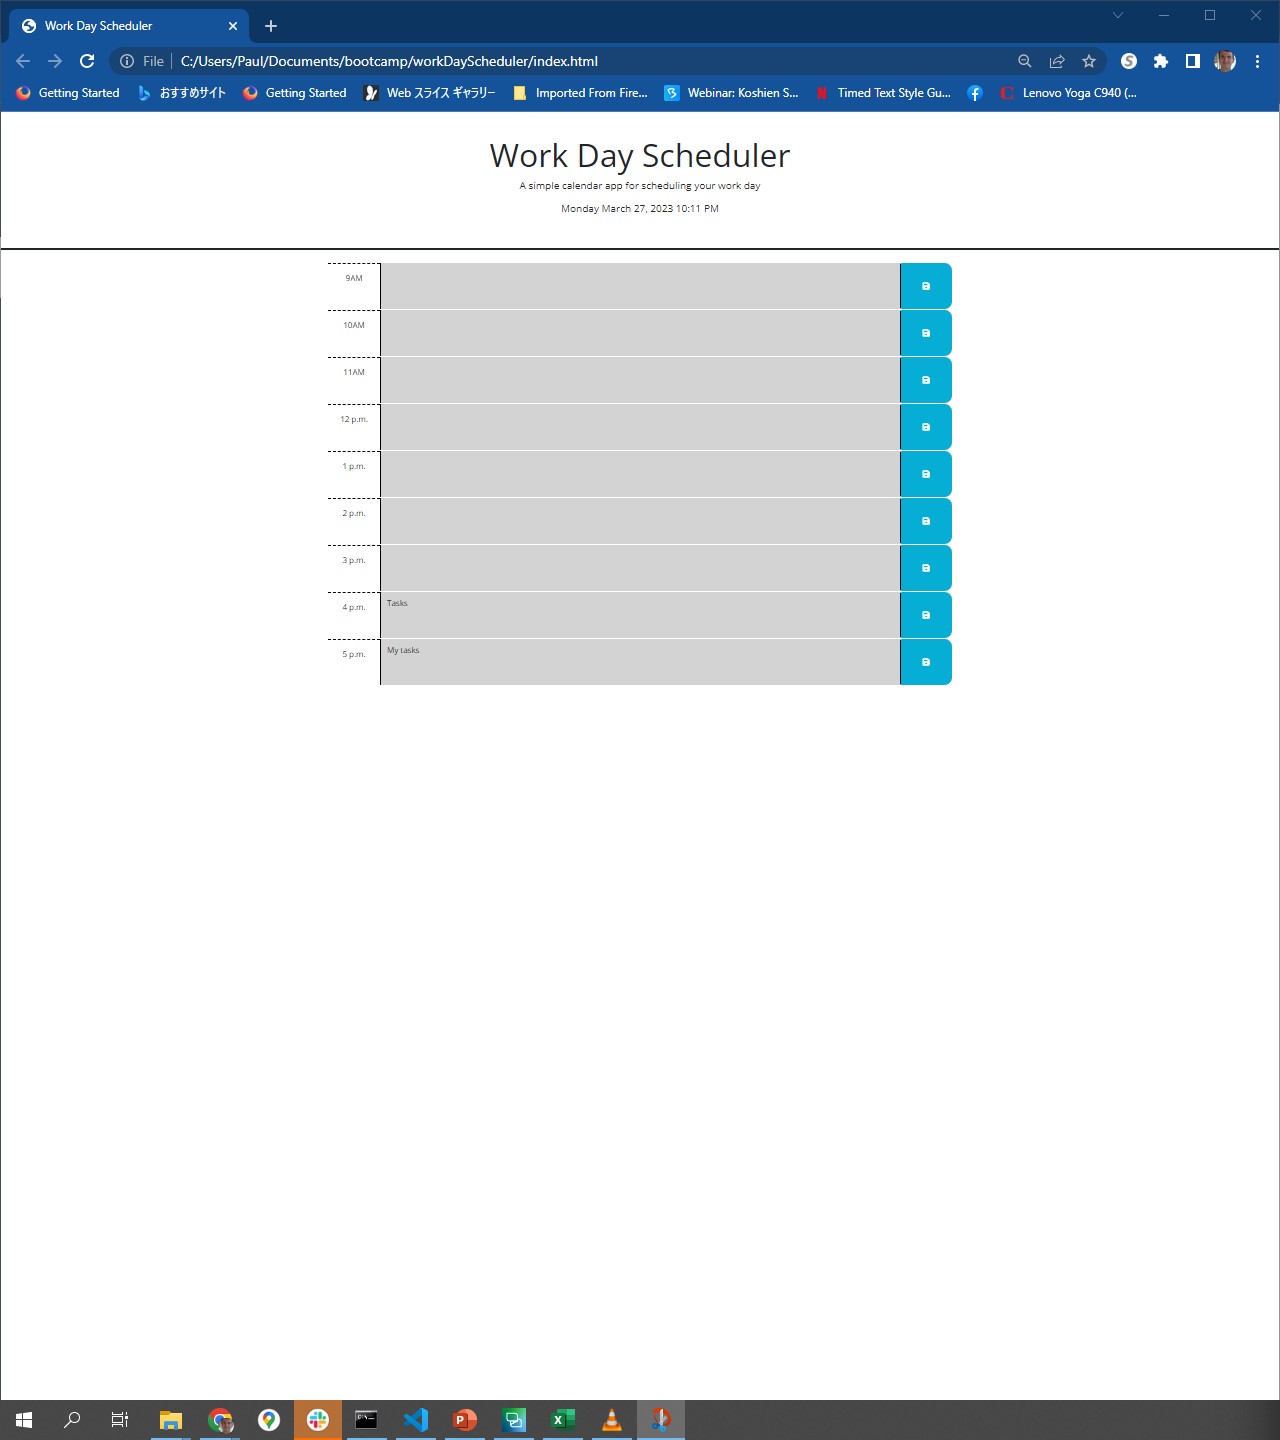 Work Day Scheduler
File
C:/Users/Paul/Documents/bootcamp/workDayScheduler/index.html
Getting Started
おすすめサイト
Getting Started
Web スライス ギャラリー
Imported From Fire...
Webinar: Koshien S...
Timed Text Style Gu...
Lenovo Yoga C940 (...
Work Day Scheduler
A simple calendar app for scheduling your work day
Monday March 27, 2023 10:11 PM
9AM
10AM
11AM
12 p.m.
1 p.m.
2 p.m.
3 p.m.
4 p.m.
Tasks
5 p.m.
My tasks